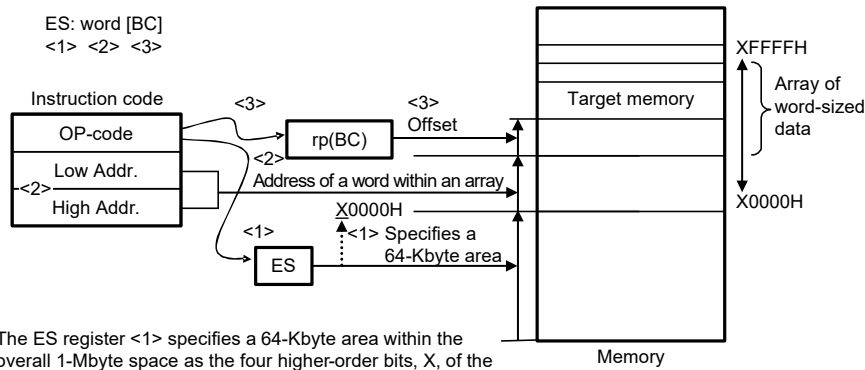 ES: word [BC]
<1> <2> <3>
XFFFFH
Array of
word-sized
data
Instruction code
<3>
<3>
Target memory
OP-code
rp(BC)
Offset
<2>
Low Addr.
<2>
Address of a word within an array
High Addr.
X0000H
X0000H
<1>
<1> Specifies a
64-Kbyte area
ES
The ES register <1> specifies a 64-Kbyte area within the
overall 1-Mbyte space as the four higher-order bits, X, of the
Memory